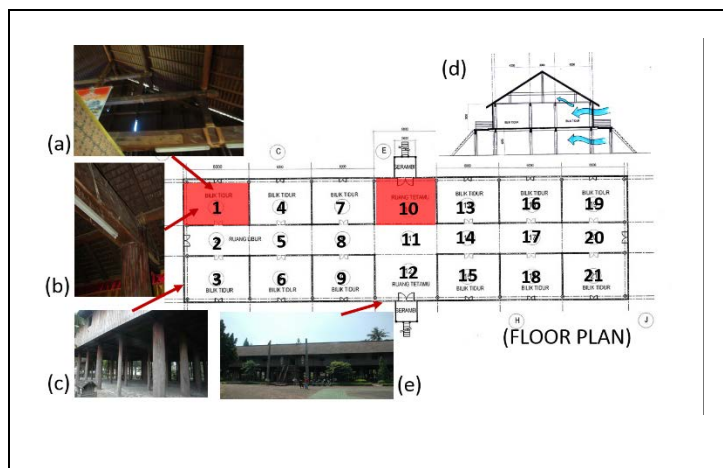 (a)
(b)
(c)
(d)
(e)
C
E
SERAMBI
BILIK TIDUR
1
BILIK TIDUR
4
BILIK TIDUR
7
RUANG TETAMU
10
BILIK TIDUR
13
BILIK TIDUR
16
BILIK TIDUR
19
2
RUANG LIBUR
5
8
11
14
17
20
3
BILIK TIDUR
6
BILIK TIDUR
9
BILIK TIDUR
12
RUANG TETAMU
15
BILIK TIDUR
18
BILIK TIDUR
21
BILIK TIDUR
SERAMBI
H
J
(FLOOR PLAN)